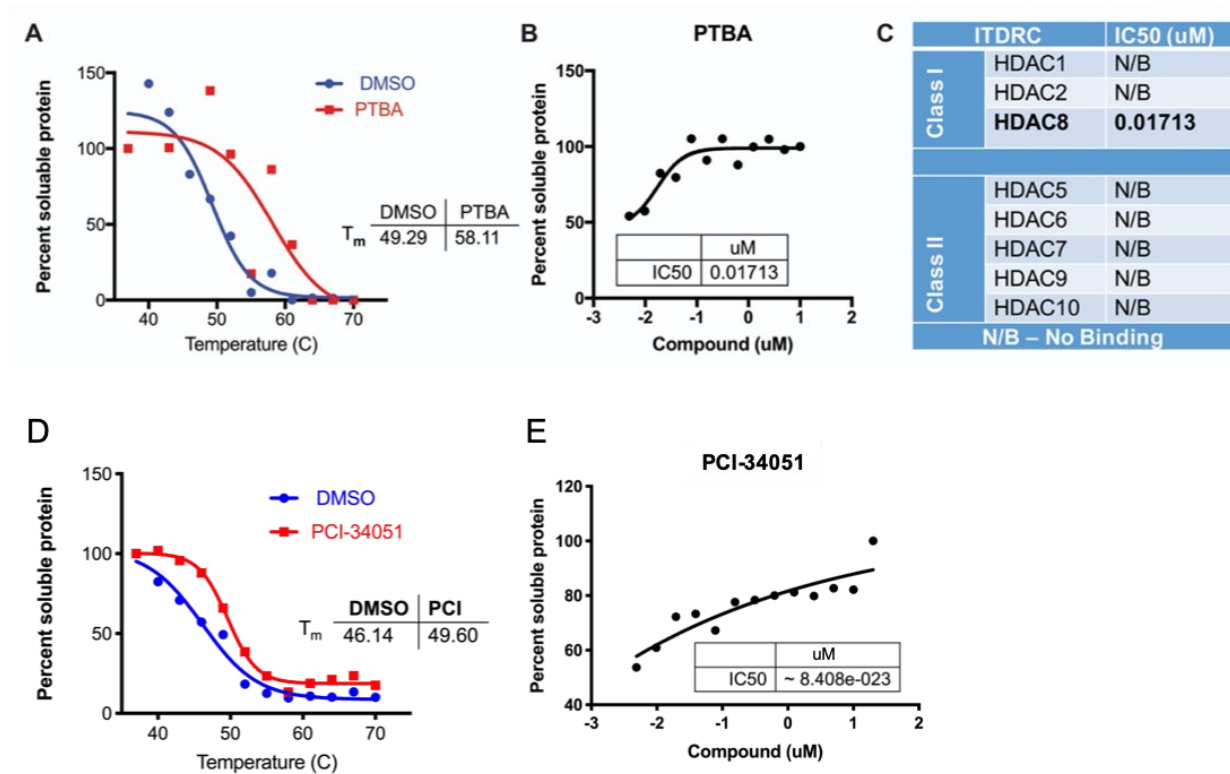 A
Percent soluable protein
150
100
50
0
40
50
60
70
Temperature (C)
DMSO
PTBA
DMSO PTBA
Tm 49.29 58.11
B
PTBA
Percent soluble protein
150
100
50
0
-3 -2 -1 0 1 2
Compound (uM)
uM
IC50 0.01713
C
ITDRC IC50 (uM)
Class I
HDAC1 N/B
HDAC2 N/B
HDAC8 0.01713
Class II
HDAC5 N/B
HDAC6 N/B
HDAC7 N/B
HDAC9 N/B
HDAC10 N/B
N/B – No Binding
D
Percent soluble protein
150
100
50
0
40 50 60 70
Temperature (C)
DMSO
PCI-34051
DMSO PCI
Tm 46.14 49.60
E
PCI-34051
Percent soluble protein
120
100
80
60
40
-3 -2 -1 0 1 2
Compound (uM)
uM
IC50 ~ 8.408e-023